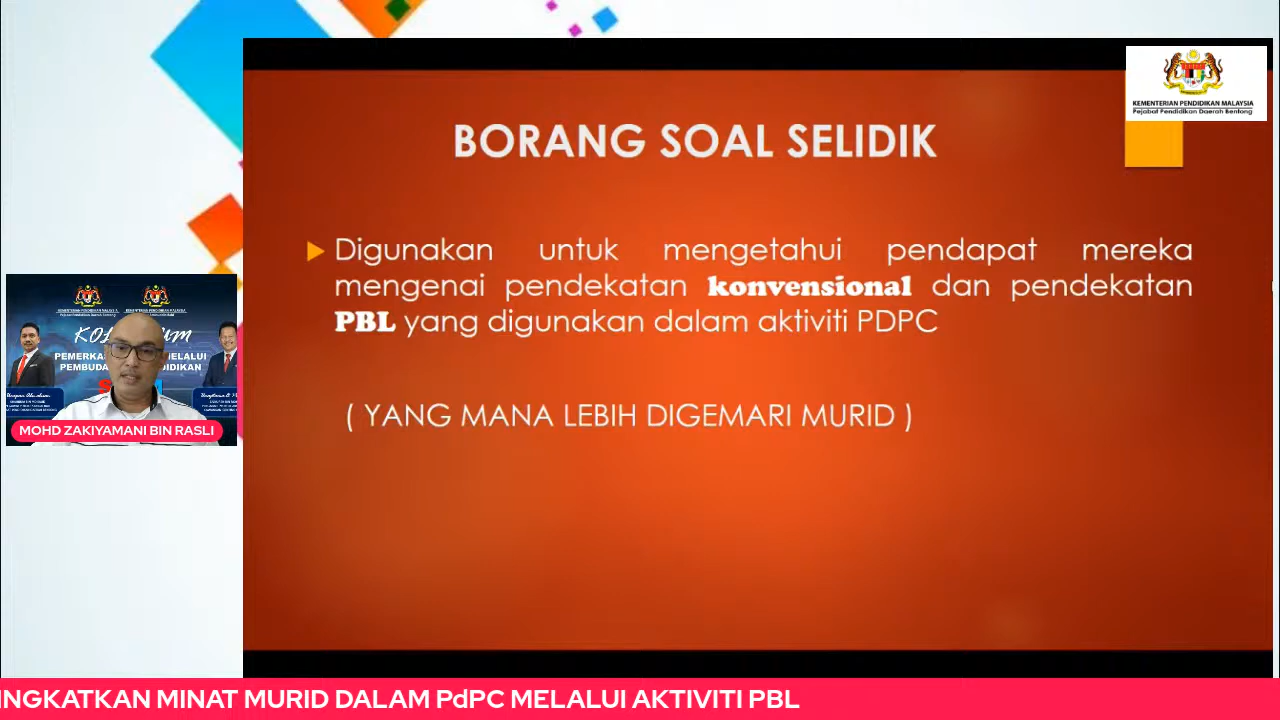 KEMENTERIAN PENDIDIKAN MALAYSIA
Pejabat Pendidikan Daerah Bentong
BORANG SOAL SELIDIK
Digunakan untuk mengetahui pendapat mereka
mengenai pendekatan konvensional dan pendekatan
PBL yang digunakan dalam aktiviti PDPC
( YANG MANA LEBIH DIGEMARI MURID )
MOHD ZAKIYAMANI BIN RASLI
INGKATKAN MINAT MURID DALAM PdPC MELALUI AKTIVITI PBL